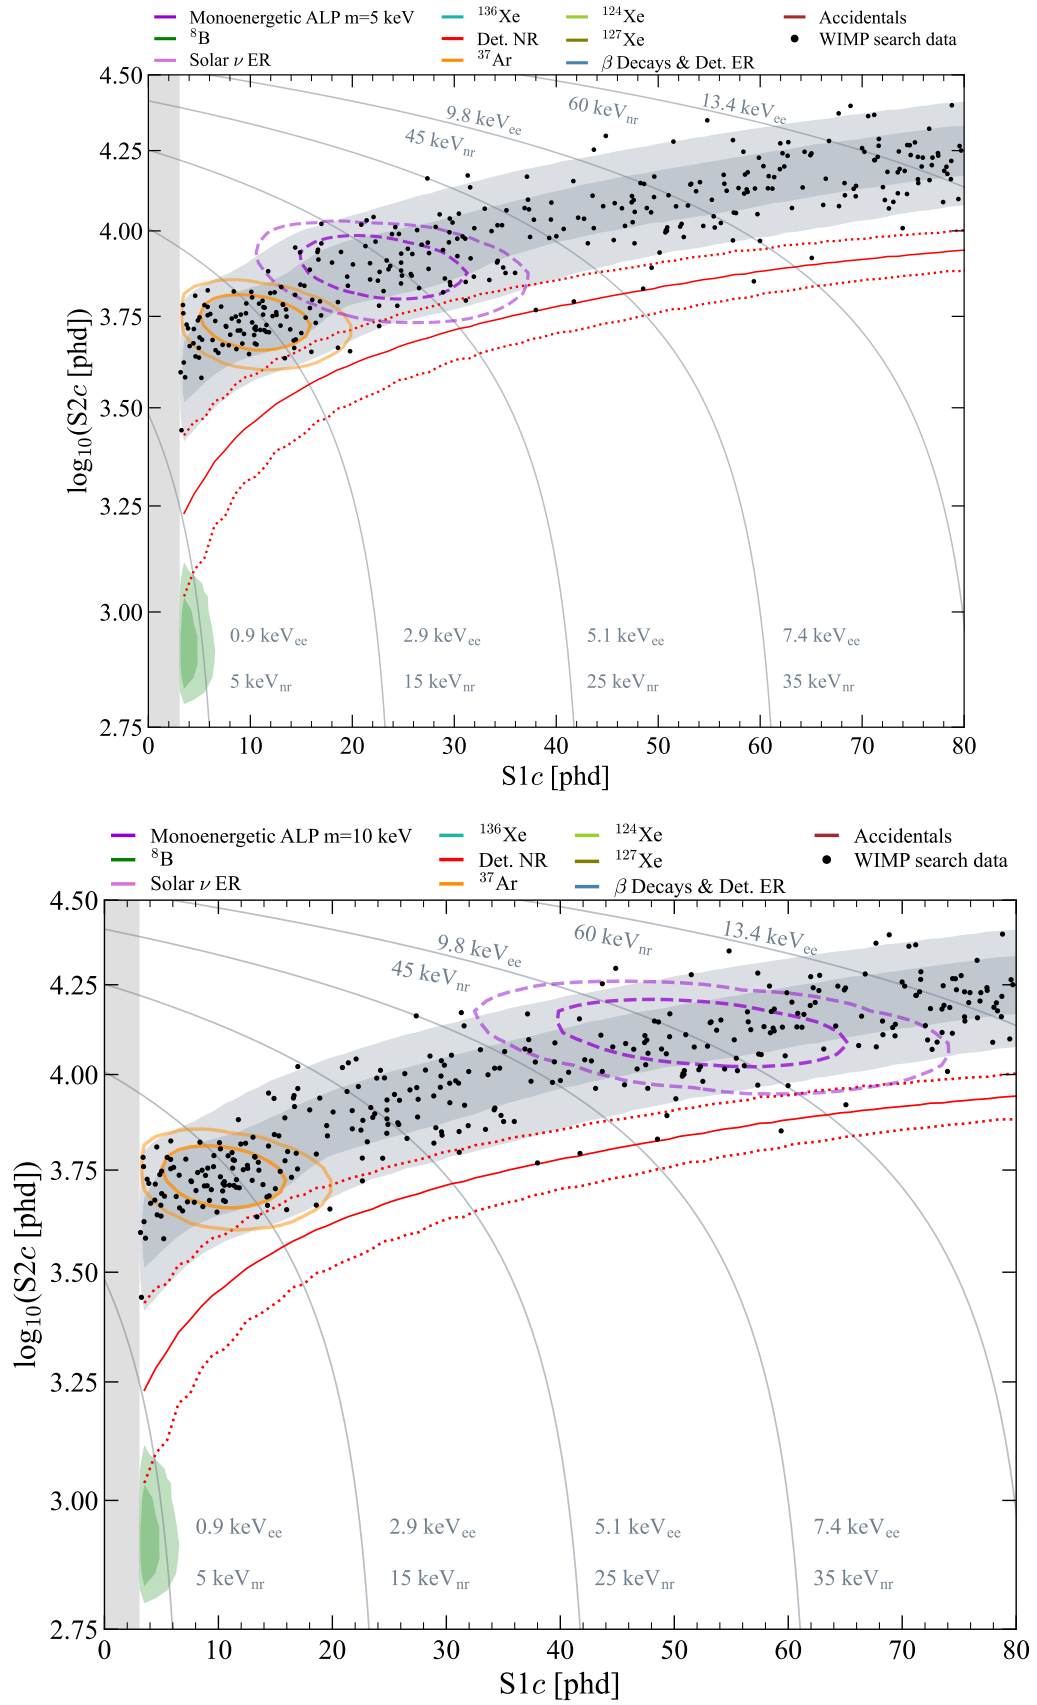 Monoenergetic ALP m=5 keV ¹³⁶Xe ¹²⁴Xe Accidentals
⁸B Det. NR ¹²⁷Xe WIMP search data
Solar ν ER ³⁷Ar β Decays & Det. ER
4.50
13.4 keVₑₑ
60 keVₙᵣ
9.8 keVₑₑ
45 keVₙᵣ
4.25
4.00
3.75
log₁₀(S2c [phd])
3.50
3.25
3.00
0.9 keVₑₑ 2.9 keVₑₑ 5.1 keVₑₑ 7.4 keVₑₑ
5 keVₙᵣ 15 keVₙᵣ 25 keVₙᵣ 35 keVₙᵣ
2.75
0 10 20 30 40 50 60 70 80
S1c [phd]
Monoenergetic ALP m=10 keV ¹³⁶Xe ¹²⁴Xe Accidentals
⁸B Det. NR ¹²⁷Xe WIMP search data
Solar ν ER ³⁷Ar β Decays & Det. ER
4.50
13.4 keVₑₑ
60 keVₙᵣ
9.8 keVₑₑ
45 keVₙᵣ
4.25
4.00
3.75
log₁₀(S2c [phd])
3.50
3.25
3.00
0.9 keVₑₑ 2.9 keVₑₑ 5.1 keVₑₑ 7.4 keVₑₑ
5 keVₙᵣ 15 keVₙᵣ 25 keVₙᵣ 35 keVₙᵣ
2.75
0 10 20 30 40 50 60 70 80
S1c [phd]